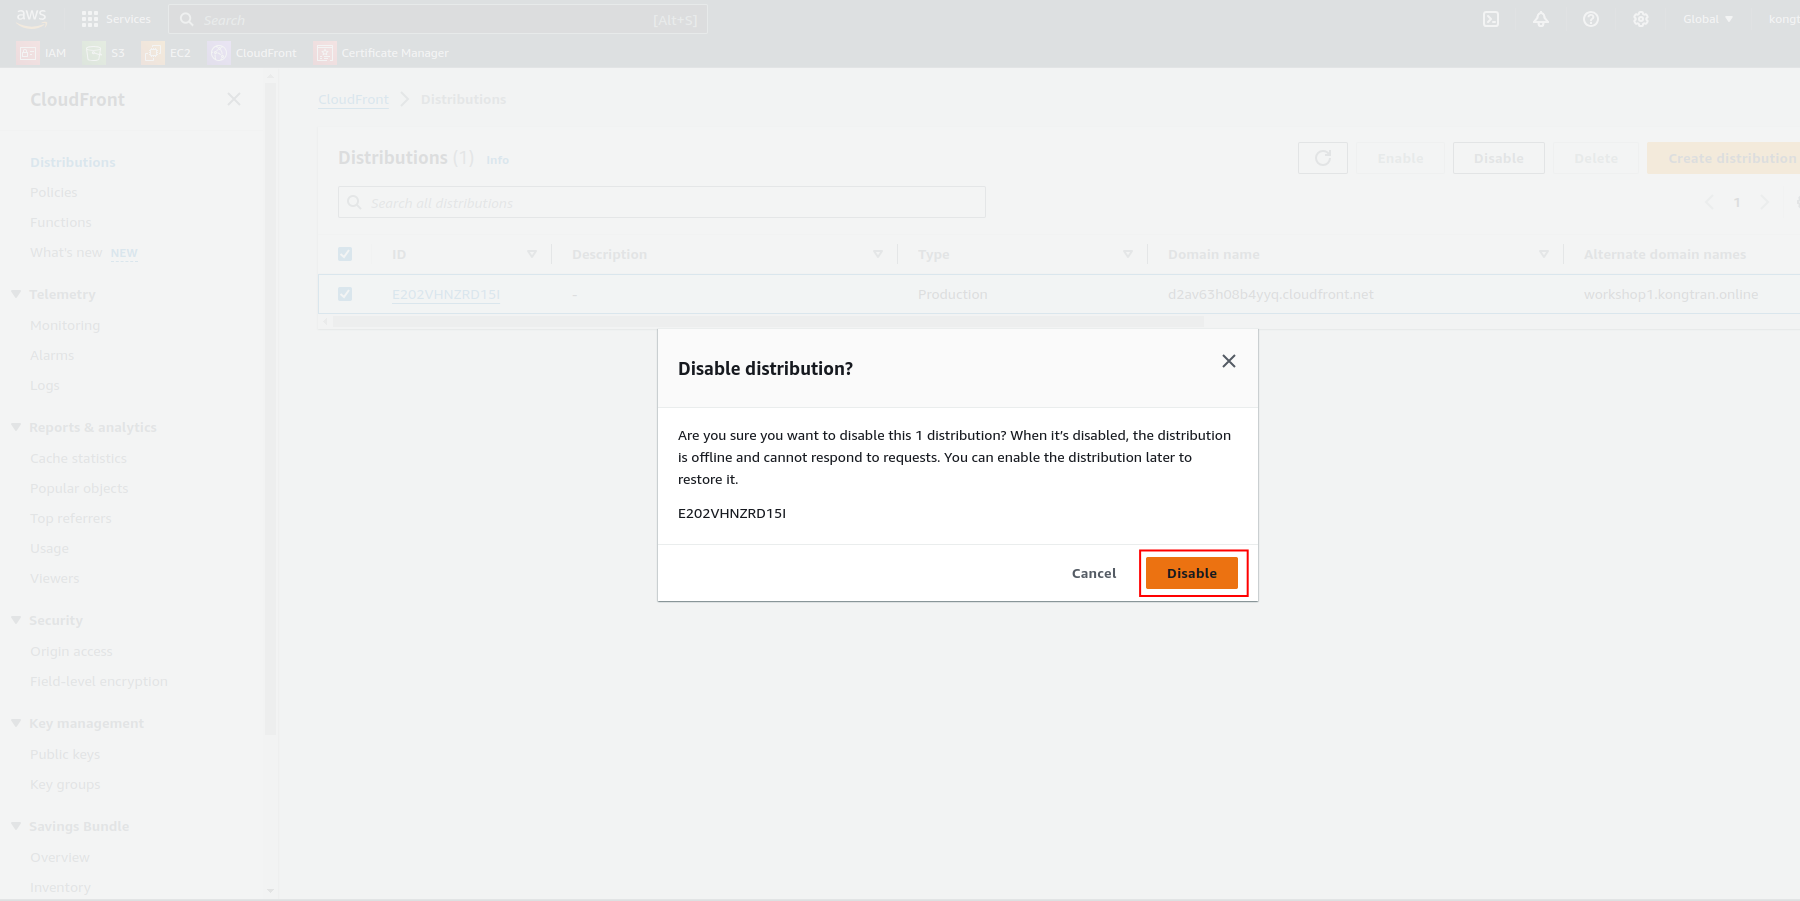 aws
Services
Search
[Alt+S]
Global
IAM
S3
EC2
CloudFront
Certificate Manager
CloudFront
Distributions
Policies
Functions
What's new NEW
Telemetry
Monitoring
Alarms
Logs
Reports & analytics
Cache statistics
Popular objects
Top referrers
Usage
Viewers
Security
Origin access
Field-level encryption
Key management
Public keys
Key groups
Savings Bundle
Overview
Inventory
CloudFront
Distributions
Distributions (1) Info
Enable
Disable
Delete
Create distribution
Search all distributions
1
ID
Description
Type
Domain name
Alternate domain names
E202VHNZRD15I
-
Production
d2av63h08b4yyq.cloudfront.net
workshop1.kongtran.online
Disable distribution?
Are you sure you want to disable this 1 distribution? When it’s disabled, the distribution
is offline and cannot respond to requests. You can enable the distribution later to
restore it.
E202VHNZRD15I
Cancel
Disable